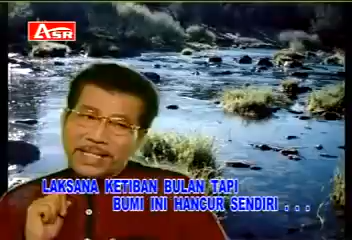 ASR
LAKSANA KETIBAN BULAN TAPI
BUMI INI HANCUR SENDIRI . . .